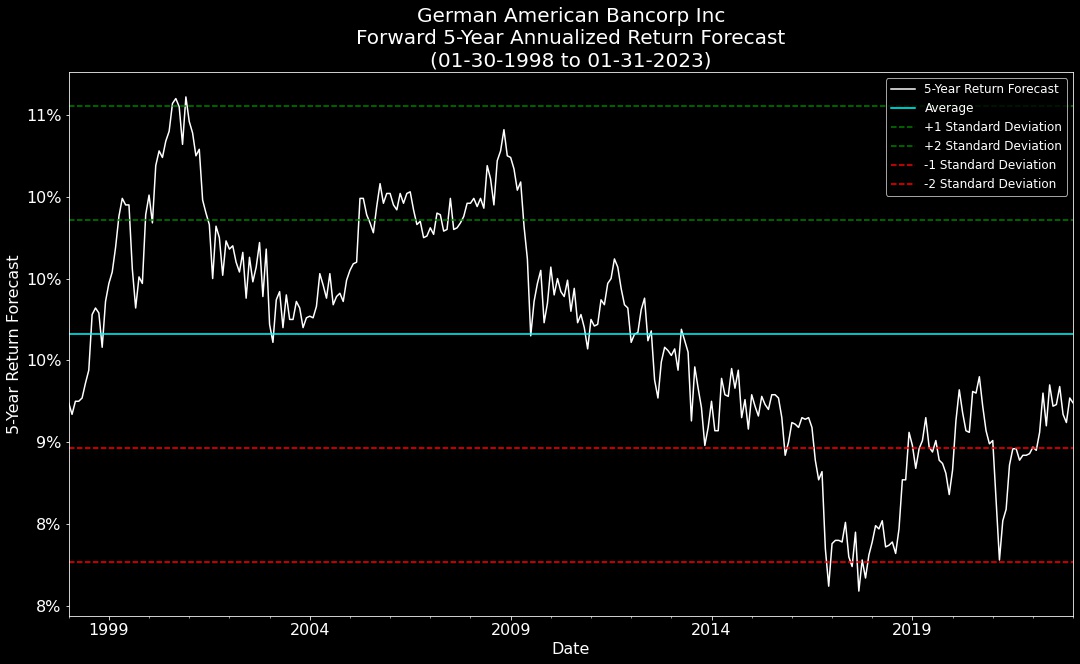 German American Bancorp Inc
Forward 5-Year Annualized Return Forecast
(01-30-1998 to 01-31-2023)
5-Year Return Forecast
Average
+1 Standard Deviation
+2 Standard Deviation
-1 Standard Deviation
-2 Standard Deviation
5-Year Return Forecast
11%
10%
10%
10%
9%
8%
8%
1999
2004
2009
2014
2019
Date